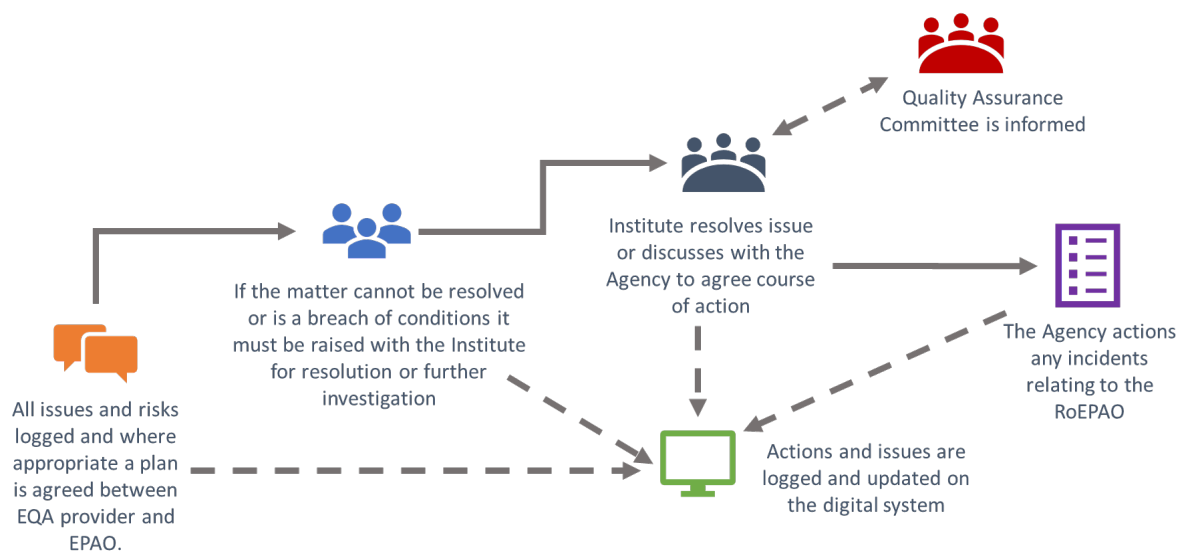 Quality Assurance
Committee is informed
Institute resolves issue
or discusses with the
Agency to agree course
of action
If the matter cannot be resolved
or is a breach of conditions it
must be raised with the Institute
for resolution or further
investigation
The Agency actions
any incidents
relating to the
RoEPAO
All issues and risks
logged and where
appropriate a plan
is agreed between
EQA provider and
EPAO.
Actions and issues are
logged and updated on
the digital system